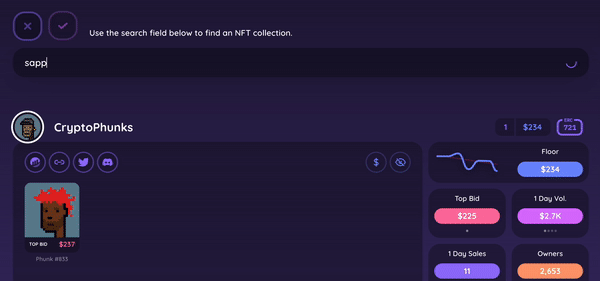 Use the search field below to find an NFT collection.
sapp
CryptoPhunks
1 $234
ERC
721
Floor
$234
Top Bid
$225
1 Day Vol.
$2.7K
TOP BID $237
Phunk #833
1 Day Sales
11
Owners
2,653